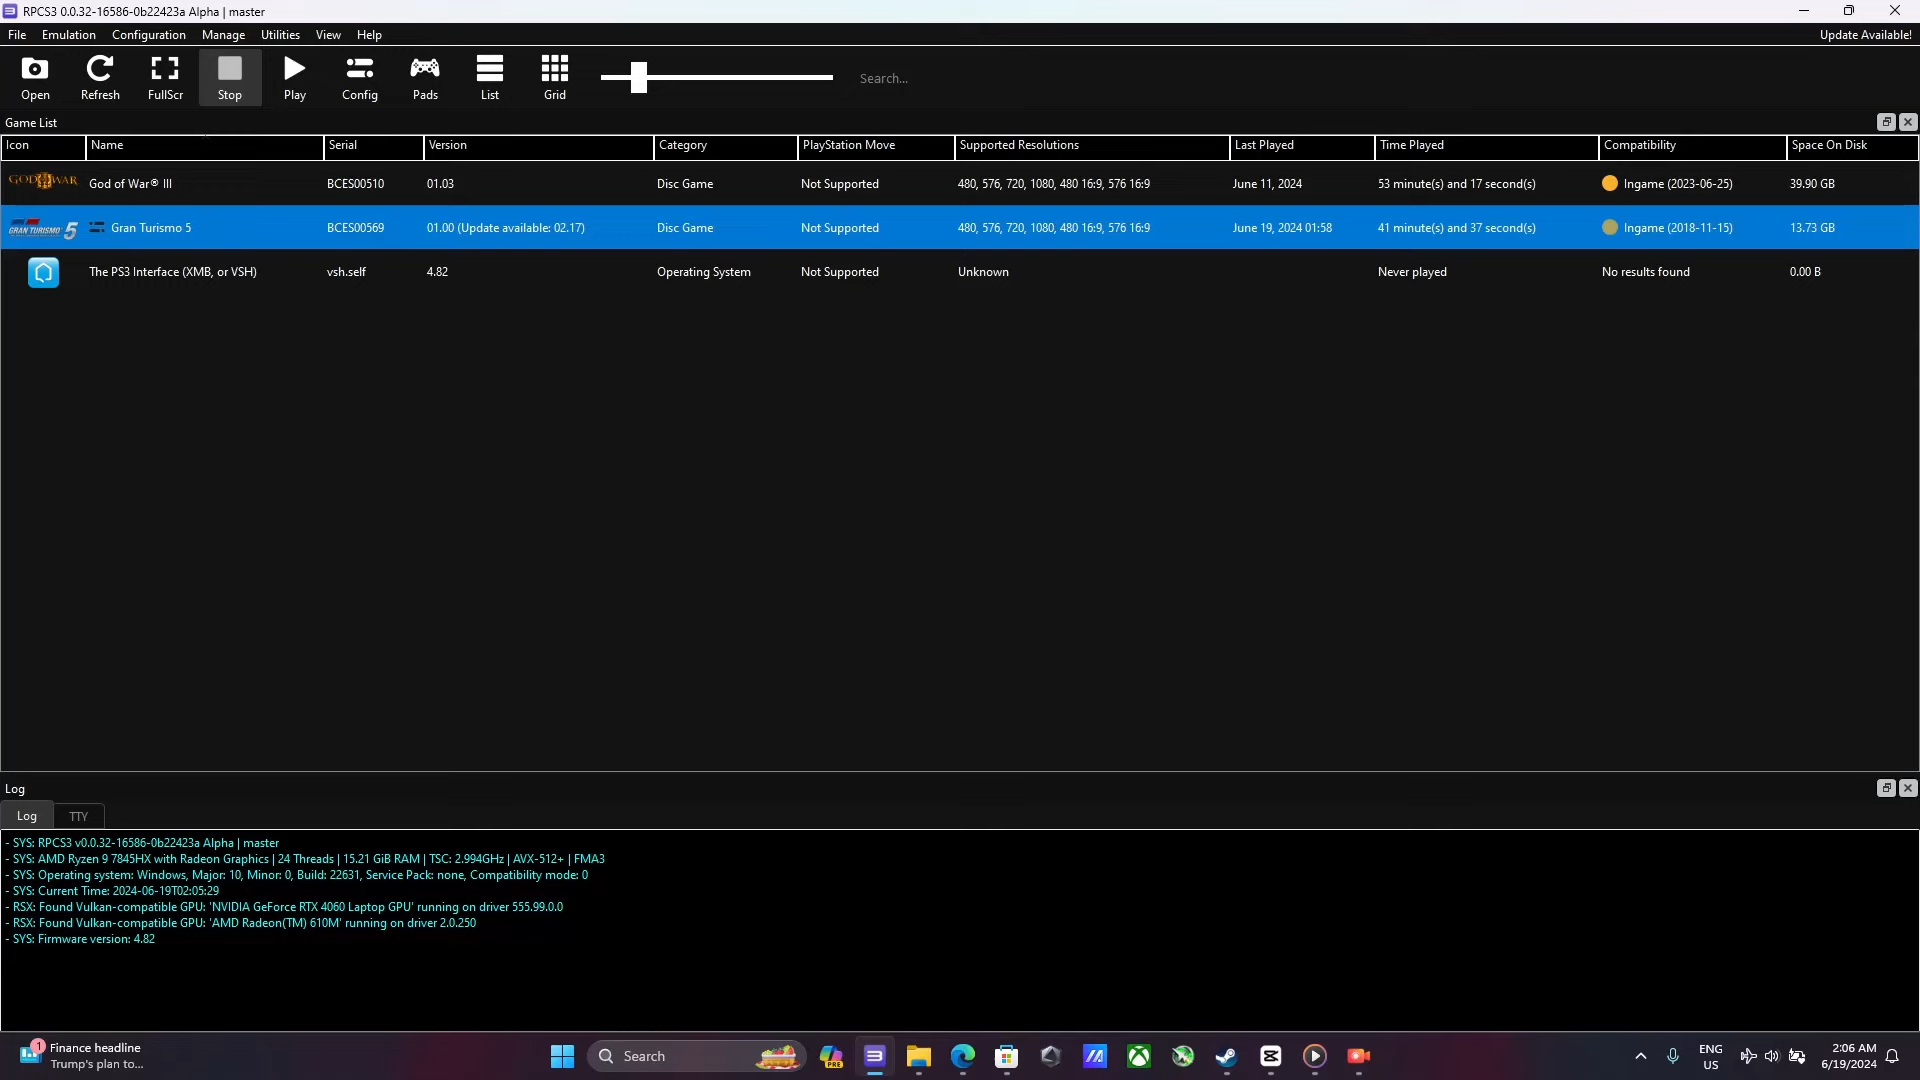 RPCS3 0.0.32-16586-0b22423a Alpha | master
File Emulation Configuration Manage Utilities View Help Update Available!
Open Refresh FullScr Stop Play Config Pads List Grid Search...
Game List
Icon Name Serial Version Category PlayStation Move Supported Resolutions Last Played Time Played Compatibility Space On Disk
GOD WAR God of War® III BCES00510 01.03 Disc Game Not Supported 480, 576, 720, 1080, 480 16:9, 576 16:9 June 11, 2024 53 minute(s) and 17 second(s) Ingame (2023-06-25) 39.90 GB
GRAN TURISMO 5 Gran Turismo 5 BCES00569 01.00 (Update available: 02.17) Disc Game Not Supported 480, 576, 720, 1080, 480 16:9, 576 16:9 June 19, 2024 01:58 41 minute(s) and 37 second(s) Ingame (2018-11-15) 13.73 GB
The PS3 Interface (XMB, or VSH) vsh.self 4.82 Operating System Not Supported Unknown Never played No results found 0.00 B
Log
Log TTY
- SYS: RPCS3 v0.0.32-16586-0b22423a Alpha | master
- SYS: AMD Ryzen 9 7845HX with Radeon Graphics | 24 Threads | 15.21 GiB RAM | TSC: 2.994GHz | AVX-512+ | FMA3
- SYS: Operating system: Windows, Major: 10, Minor: 0, Build: 22631, Service Pack: none, Compatibility mode: 0
- SYS: Current Time: 2024-06-19T02:05:29
- RSX: Found Vulkan-compatible GPU: 'NVIDIA GeForce RTX 4060 Laptop GPU' running on driver 555.99.0.0
- RSX: Found Vulkan-compatible GPU: 'AMD Radeon(TM) 610M' running on driver 2.0.250
- SYS: Firmware version: 4.82
1 Finance headline
Trump's plan to...
Search
PRE
ENG
US
2:06 AM
6/19/2024